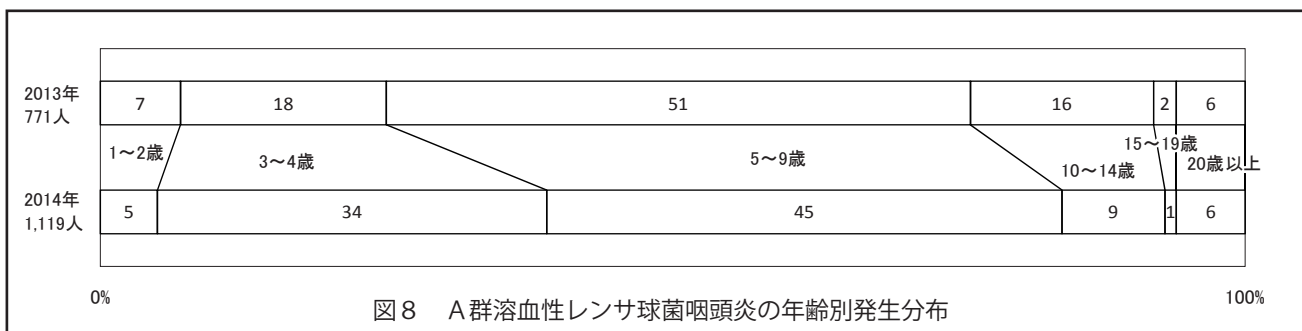 2013年
771人
7 18 51 16 2 6
1～2歳 3～4歳 5～9歳 10～14歳 15～19歳 20歳以上
2014年
1,119人
5 34 45 9 1 6
0% 100%
図８　Ａ群溶血性レンサ球菌咽頭炎の年齢別発生分布